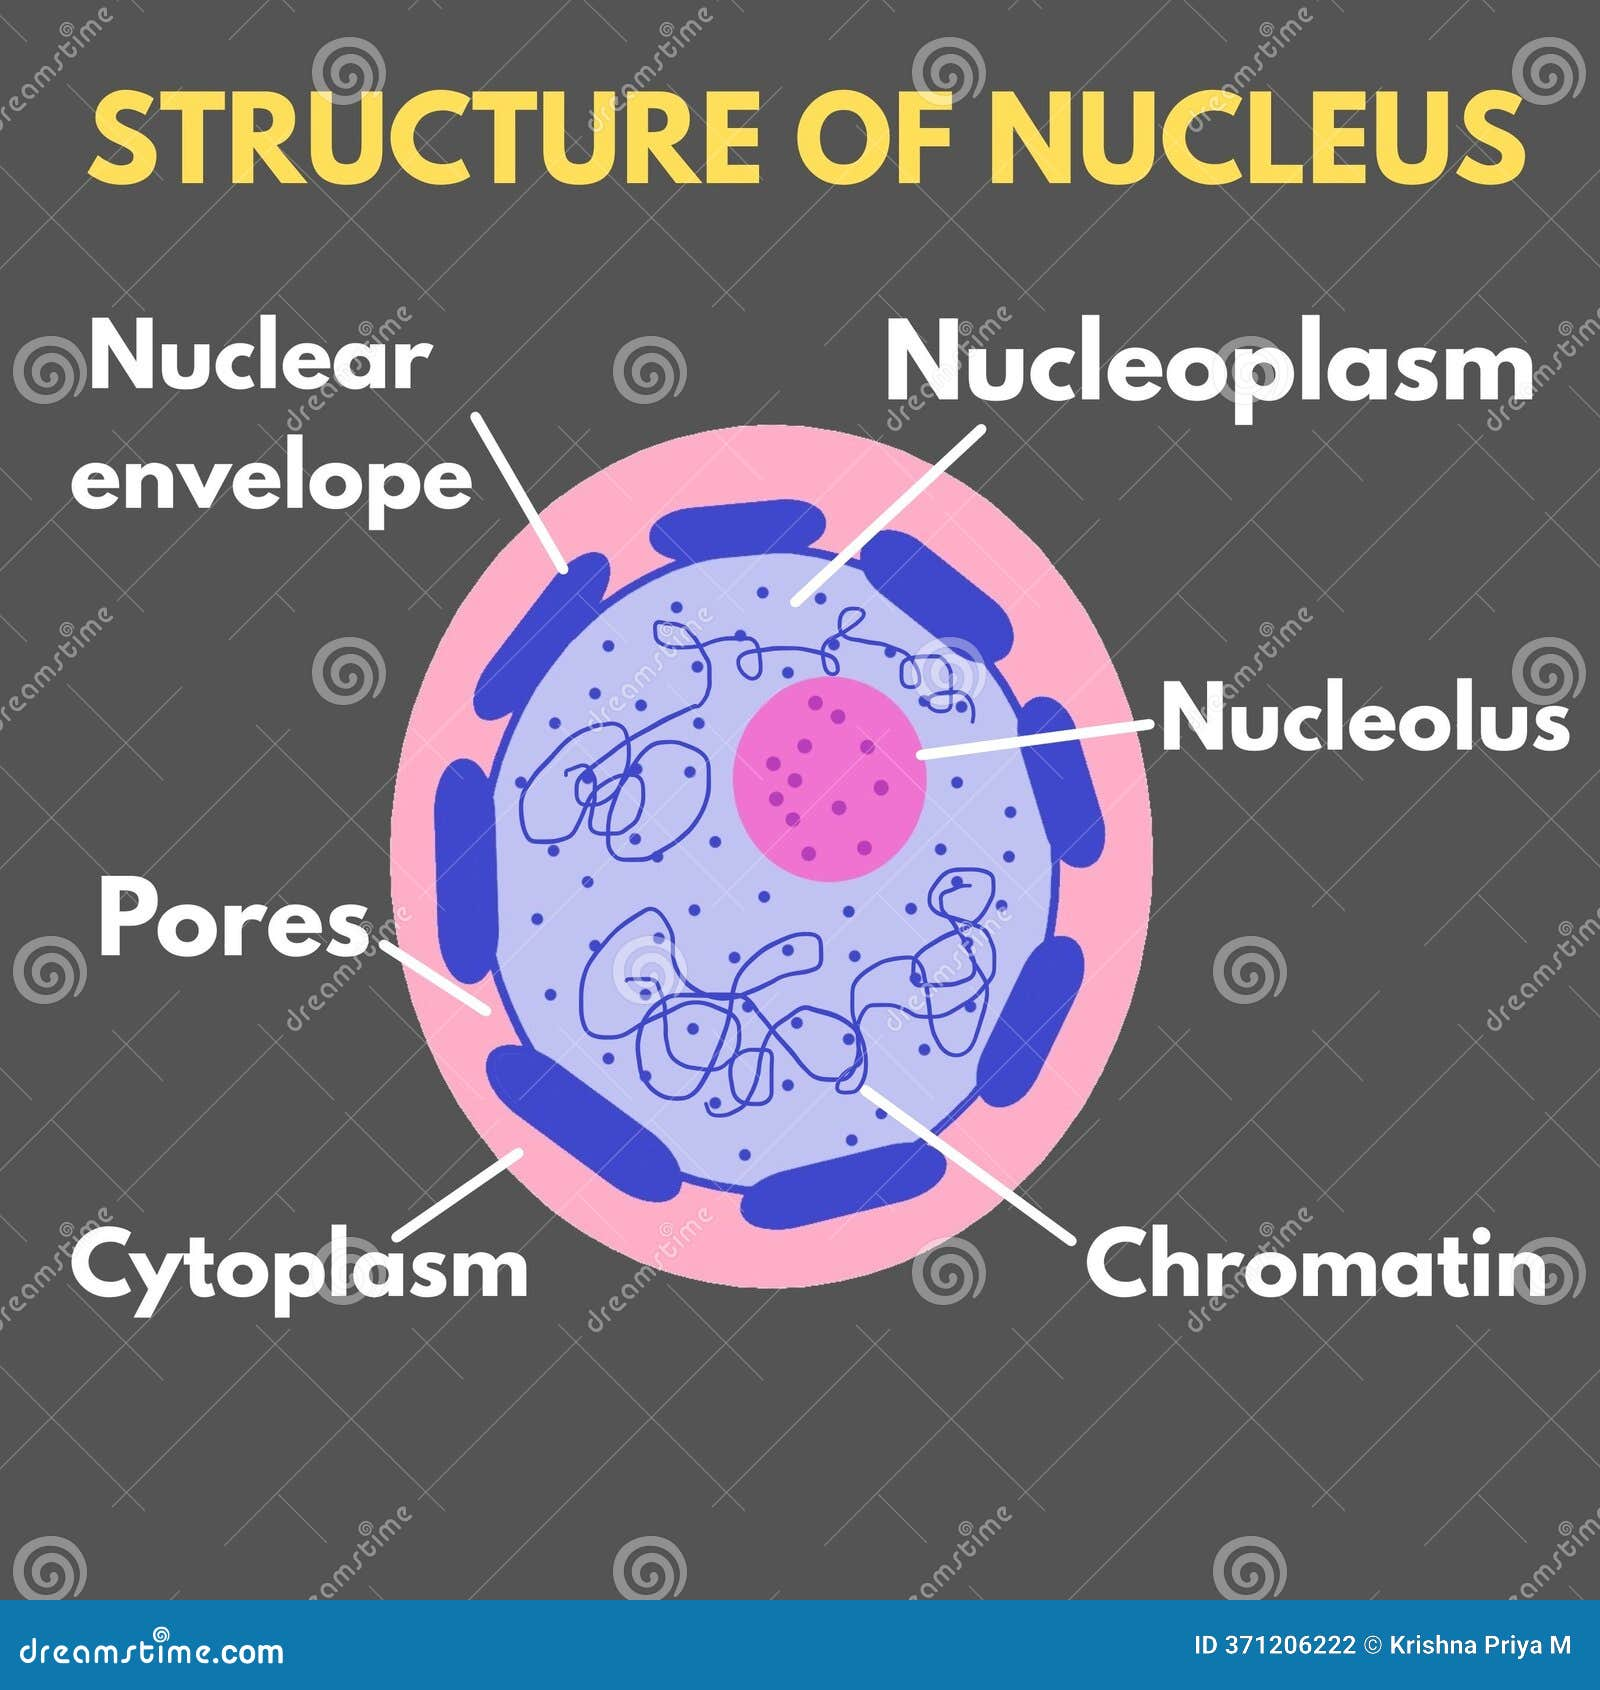 STRUCTURE OF NUCLEUS
Nuclear
envelope
Nucleoplasm
Nucleolus
Pores
Cytoplasm
Chromatin
dreamstime.com
ID 371206222 © Krishna Priya M